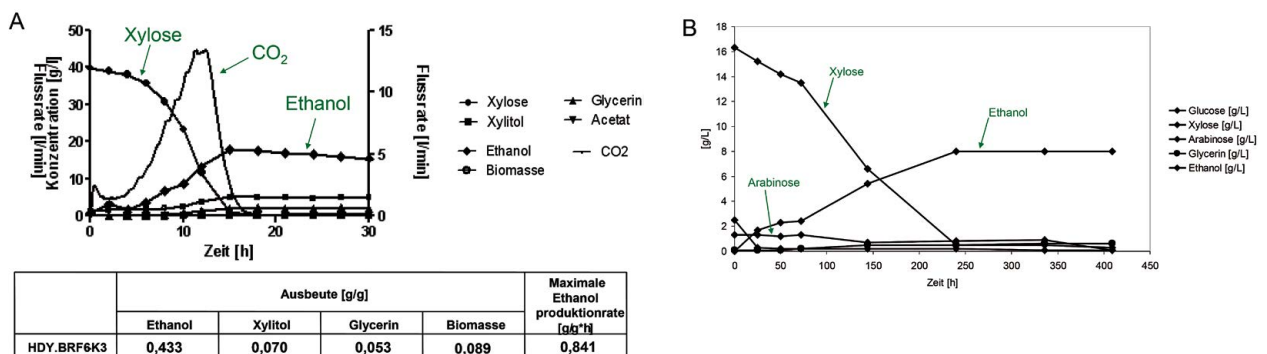 A
Xylose
CO2
Ethanol
50
40
30
20
10
0
Flussrate [l/min]
Konzentration [g/l]
15
10
5
0
Flussrate [l/min]
0
10
20
30
Zeit [h]
Xylose
Xylitol
Ethanol
Biomasse
Glycerin
Acetat
CO2
Ausbeute [g/g]
Maximale
Ethanol
produktionrate
[g/g*h]
Ethanol
Xylitol
Glycerin
Biomasse
HDY.BRF6K3
0,433
0,070
0,053
0,089
0,841
B
18
16
14
12
10
8
6
4
2
0
[g/L]
Xylose
Ethanol
Arabinose
0
50
100
150
200
250
300
350
400
450
Zeit [h]
Glucose [g/L]
Xylose [g/L]
Arabinose [g/L]
Glycerin [g/L]
Ethanol [g/L]